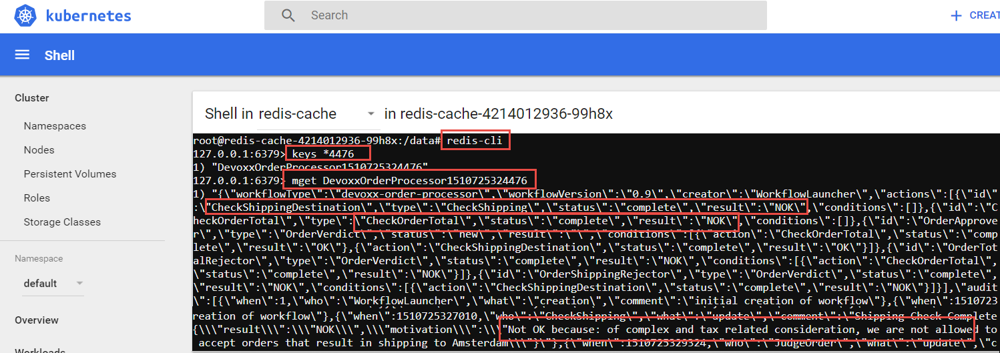 kubernetes
Search
CREAT
Shell
Cluster
Namespaces
Nodes
Persistent Volumes
Roles
Storage Classes
Namespace
default
Overview
Workloads
Shell in redis-cache in redis-cache-4214012936-99h8x
root@redis-cache-4214012936-99h8x:/data# redis-cli
127.0.0.1:6379> keys *4476
1) "DevoxxOrderProcessor1510725324476"
127.0.0.1:6379> mget DevoxxOrderProcessor1510725324476
1) "{\"workflowType\":\"devoxx-order-processor\",\"workflowVersion\":\"0.9\",\"creator\":\"WorkflowLauncher\",\"actions\":[{\"id\"
:\"CheckShippingDestination\",\"type\":\"CheckShipping\",\"status\":\"complete\",\"result\":\"NOK\",\"conditions\":[]},{\"id\":\"C
heckOrderTotal\",\"type\":\"CheckOrderTotal\",\"status\":\"complete\",\"result\":\"NOK\",\"conditions\":[]},{\"id\":\"OrderApprove
r\",\"type\":\"OrderVerdict\",\"status\":\"new\",\"result\":\"\",\"conditions\":[{\"action\":\"CheckOrderTotal\",\"status\":\"comp
lete\",\"result\":\"OK\"},{\"action\":\"CheckShippingDestination\",\"status\":\"complete\",\"result\":\"OK\"}]},{\"id\":\"OrderTot
alRejector\",\"type\":\"OrderVerdict\",\"status\":\"complete\",\"result\":\"NOK\",\"conditions\":[{\"action\":\"CheckOrderTotal\",
\"status\":\"complete\",\"result\":\"NOK\"}]},{\"id\":\"OrderShippingRejector\",\"type\":\"OrderVerdict\",\"status\":\"complete\",
\"result\":\"NOK\",\"conditions\":[{\"action\":\"CheckShippingDestination\",\"status\":\"complete\",\"result\":\"NOK\"}]}],\"audit\"
:[{\"when\":1,\"who\":\"WorkflowLauncher\",\"what\":\"creation\",\"comment\":\"initial creation of workflow\"},{\"when\":1510723
reation of workflow\"},{\"when\":1510725327010,\"who\":\"CheckShipping\",\"what\":\"update\",\"comment\":\"Shipping Check Complete
{\\\"result\\\":\\\"NOK\\\",\\\"motivation\\\":\\\"Not OK because: of complex and tax related consideration, we are not allowed to
accept orders that result in shipping to Amsterdam\\\"}\"},{\"when\":1510725329324,\"who\":\"JudgeOrder\",\"what\":\"update\",\"c